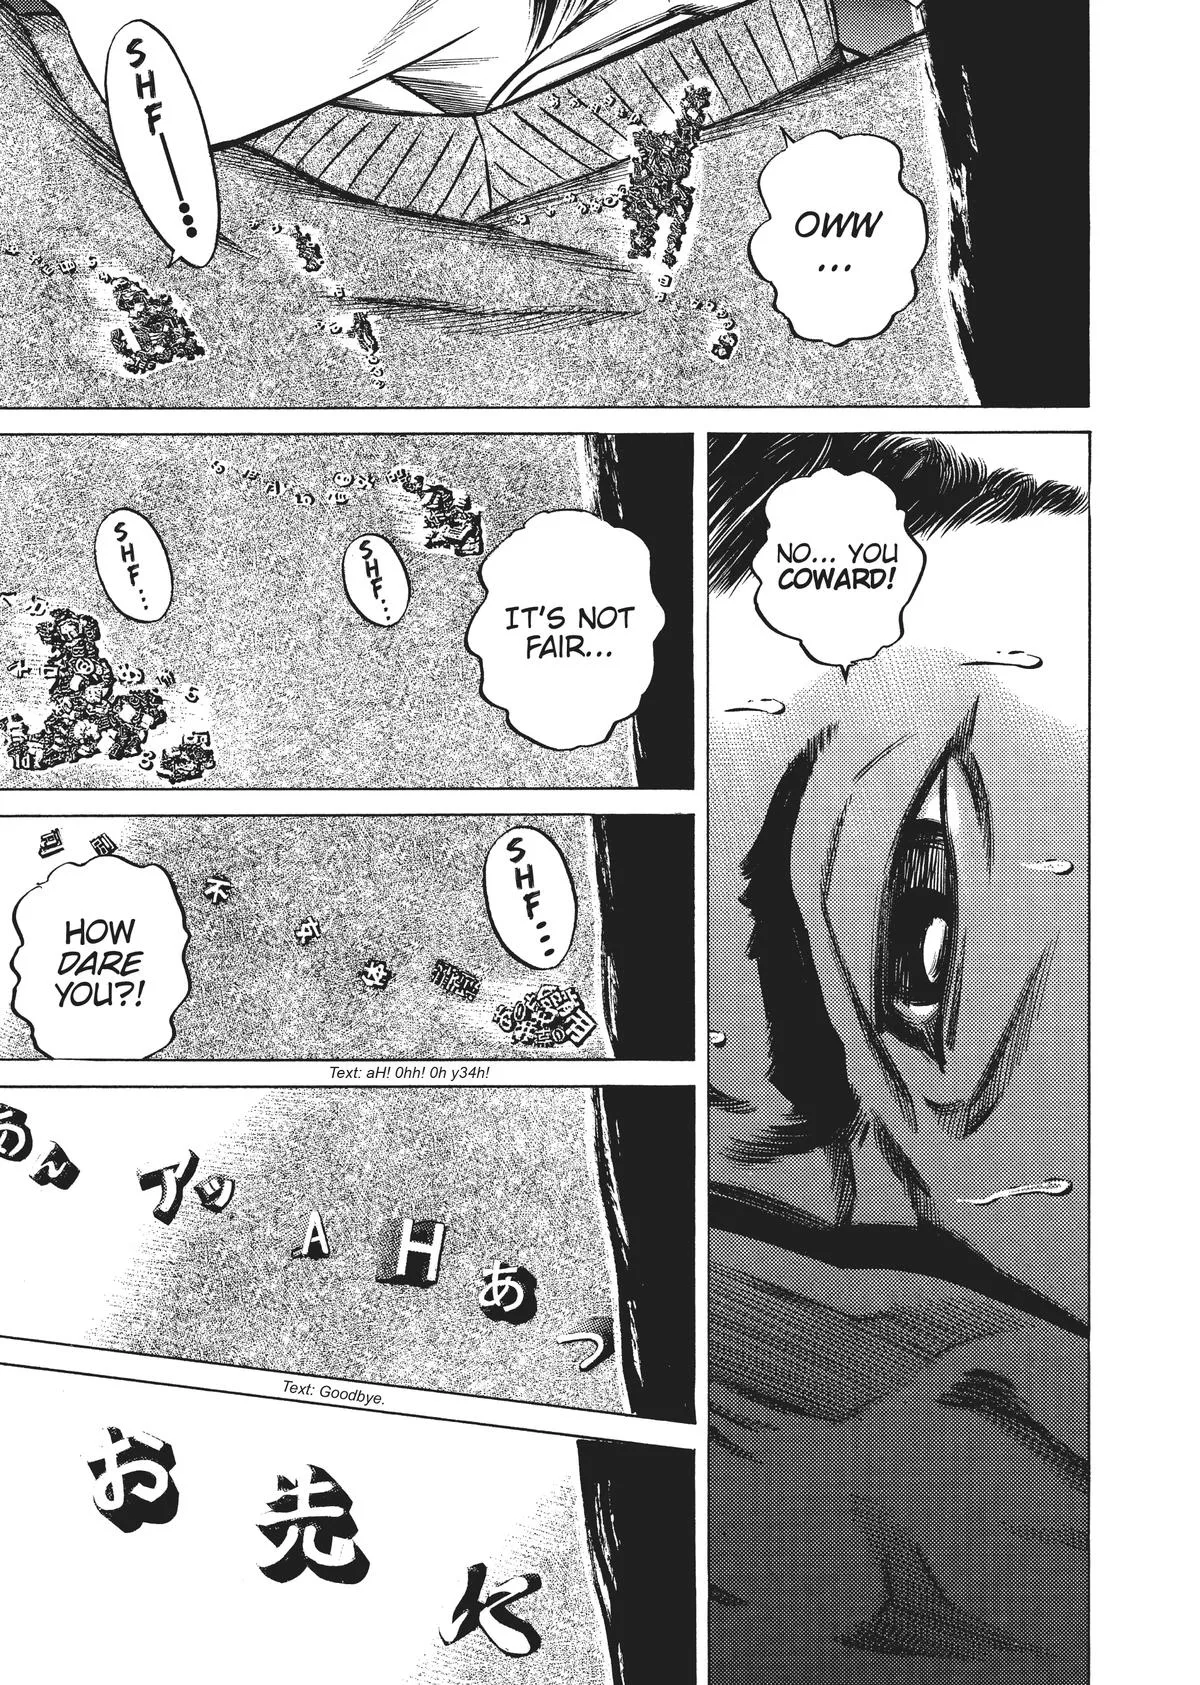 OWW
...
SHF—...
NO... YOU
COWARD!
IT'S NOT
FAIR...
SHF...
SHF...
SHF...
HOW
DARE
YOU?!
Text: aH! 0hh! 0h y34h!
あん アッ A H あっ
Text: Goodbye.
お先に